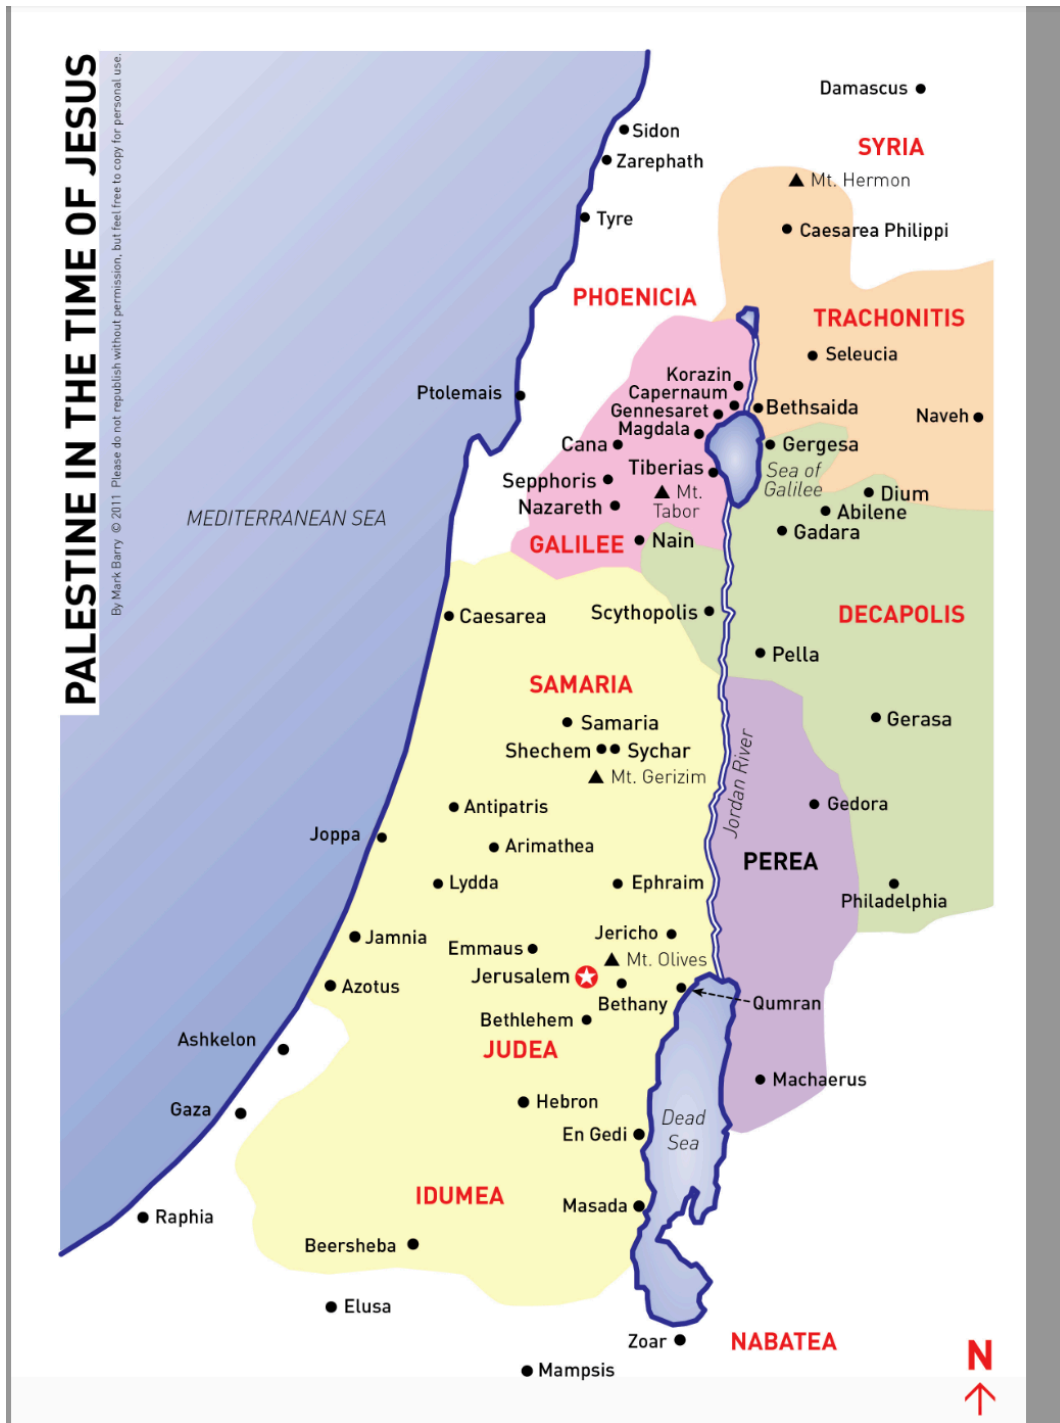 PALESTINE IN THE TIME OF JESUS
By Mark Barry © 2011 Please do not republish without permission, but feel free to copy for personal use.
Damascus
Sidon
SYRIA
Zarephath
Mt. Hermon
Tyre
Caesarea Philippi
PHOENICIA
TRACHONITIS
Seleucia
Korazin
Ptolemais
Capernaum
Bethsaida
Gennesaret
Naveh
Magdala
Cana
Gergesa
Tiberias
Sea of
Galilee
Sepphoris
Mt.
Tabor
Dium
Nazareth
Abilene
MEDITERRANEAN SEA
Gadara
GALILEE
Nain
Caesarea
Scythopolis
DECAPOLIS
Pella
SAMARIA
Samaria
Gerasa
Shechem
Sychar
Mt. Gerizim
Jordan River
Antipatris
Gedora
Joppa
Arimathea
PEREA
Lydda
Ephraim
Philadelphia
Jamnia
Jericho
Emmaus
Mt. Olives
Jerusalem
Azotus
Bethany
Qumran
Bethlehem
Ashkelon
JUDEA
Machaerus
Hebron
Gaza
Dead
Sea
En Gedi
IDUMEA
Masada
Raphia
Beersheba
Elusa
Zoar
NABATEA
Mampsis
N